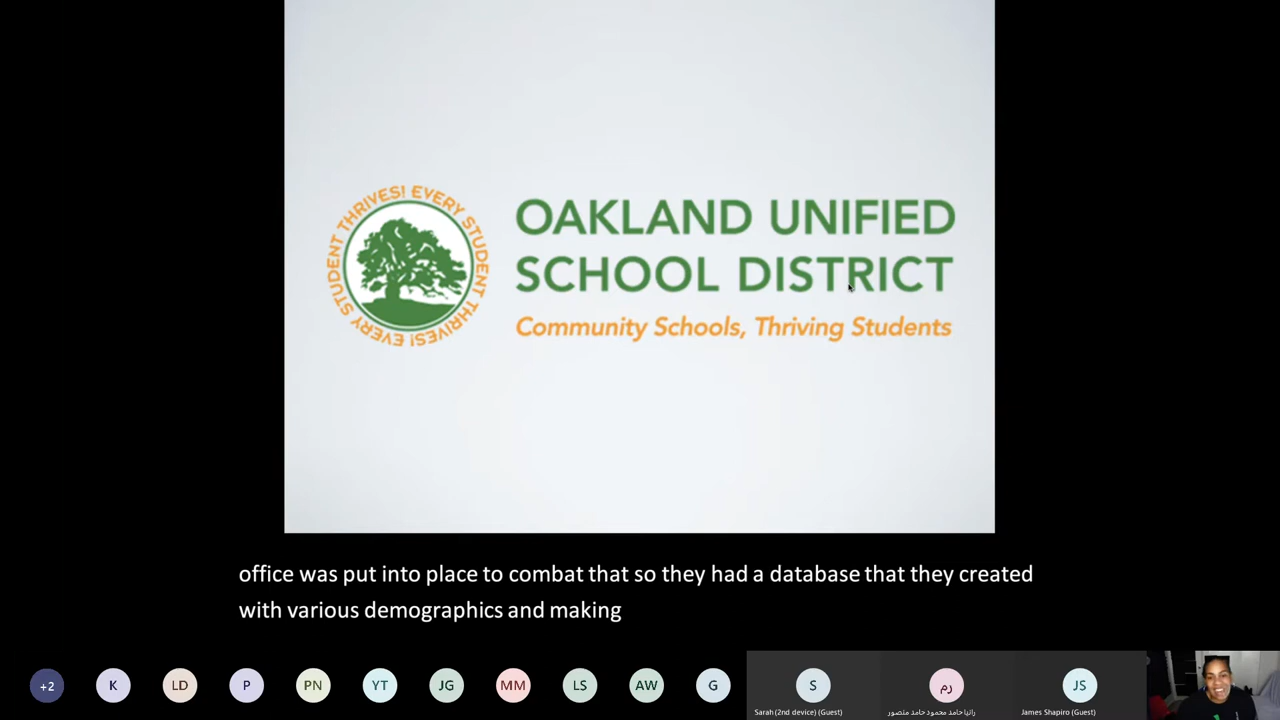 EVERY STUDENT THRIVES! EVERY STUDENT THRIVES!
OAKLAND UNIFIED
SCHOOL DISTRICT
Community Schools, Thriving Students
office was put into place to combat that so they had a database that they created
with various demographics and making
+2
K
LD
P
PN
YT
JG
MM
LS
AW
G
S
رم
JS
Sarah (2nd device) (Guest)
رانيا حامد محمود حامد منصور
James Shapiro (Guest)